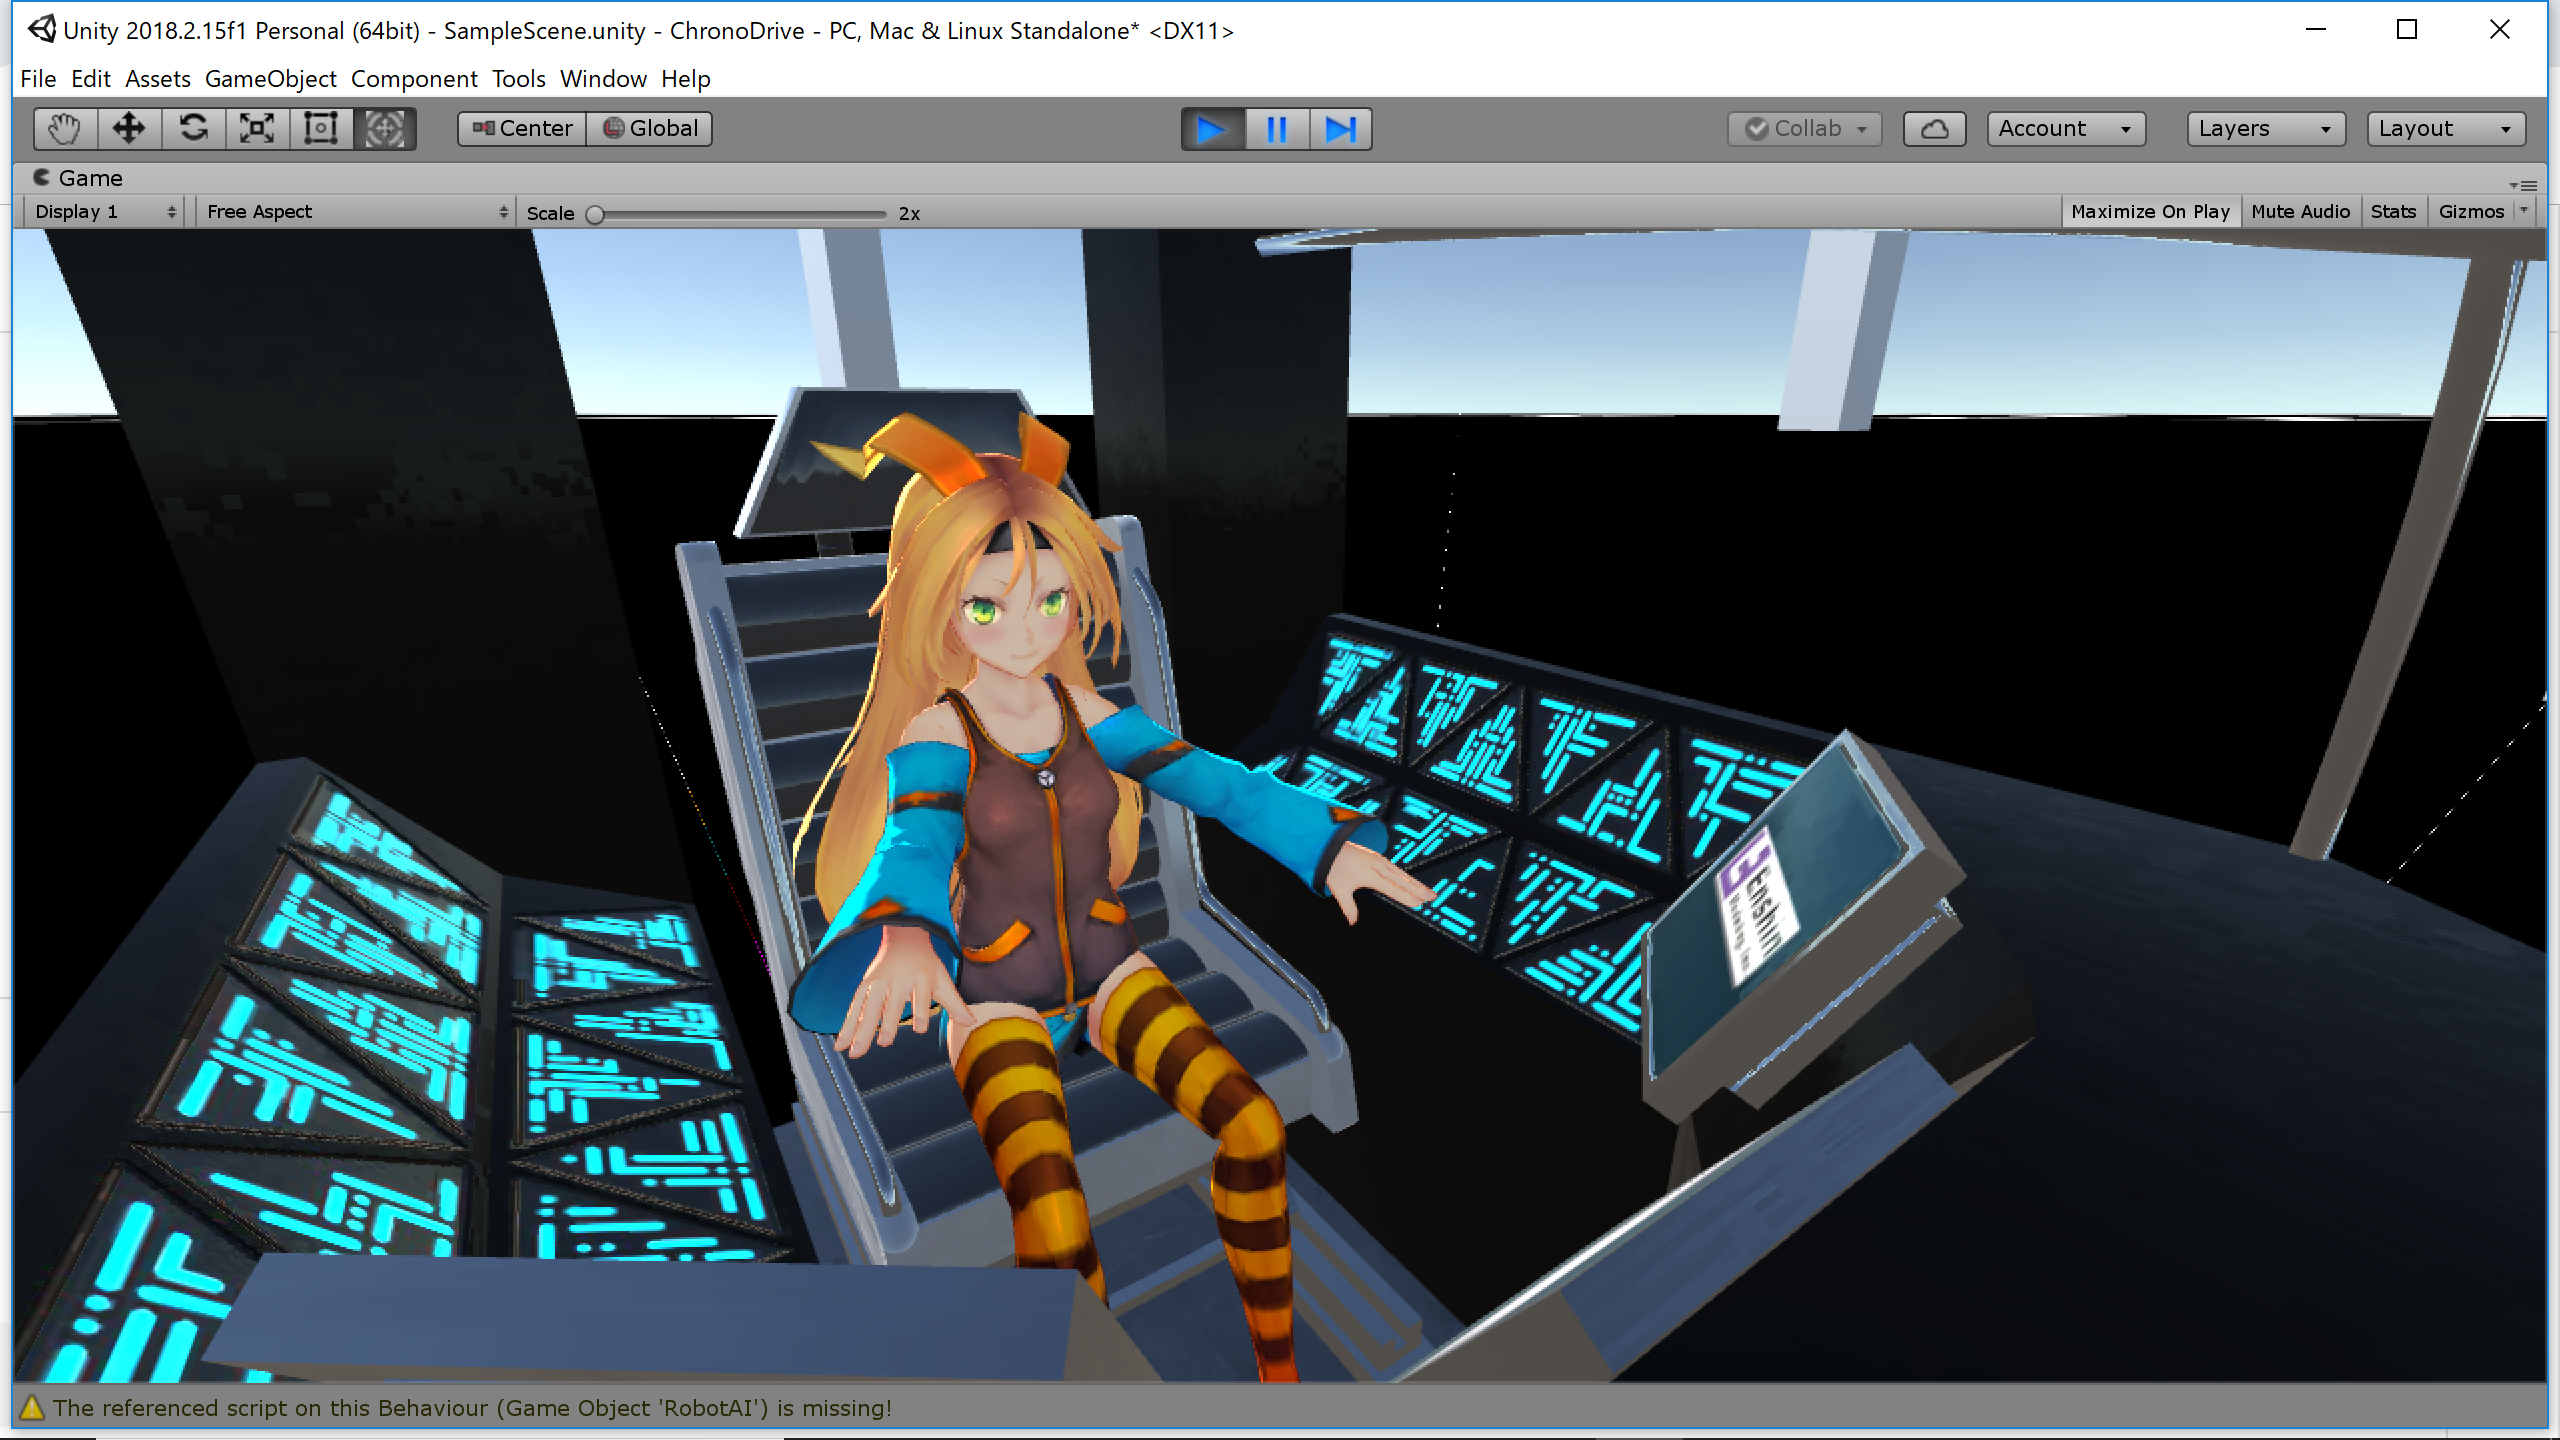 Unity 2018.2.15f1 Personal (64bit) - SampleScene.unity - ChronoDrive - PC, Mac & Linux Standalone* <DX11>
File Edit Assets GameObject Component Tools Window Help
Center Global Collab Account Layers Layout
Game
Display 1 Free Aspect Scale 2x Maximize On Play Mute Audio Stats Gizmos
Enshun
The referenced script on this Behaviour (Game Object 'RobotAI') is missing!